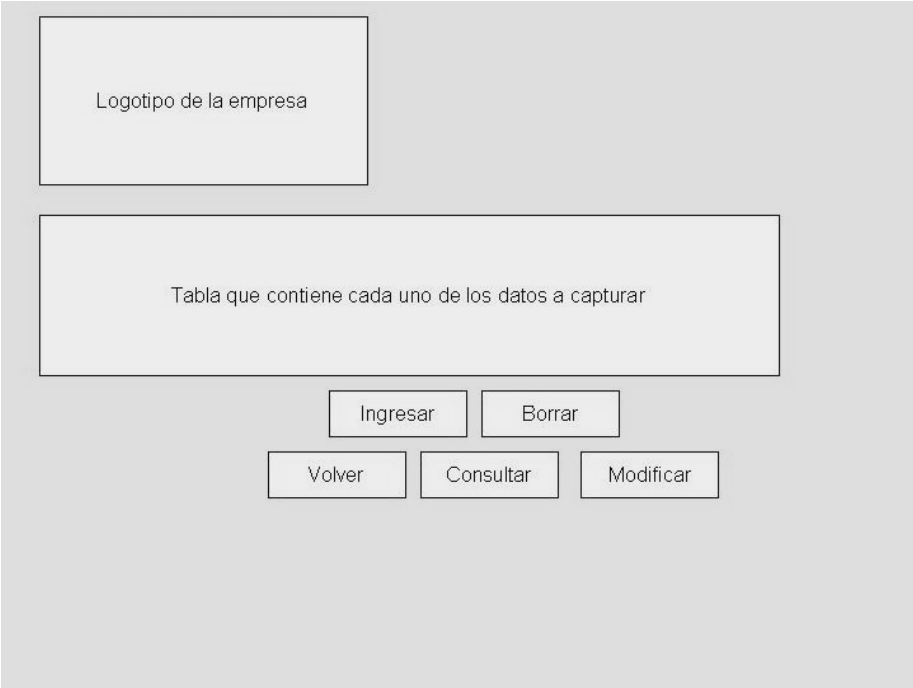 Logotipo de la empresa
Tabla que contiene cada uno de los datos a capturar
Ingresar
Borrar
Volver
Consultar
Modificar